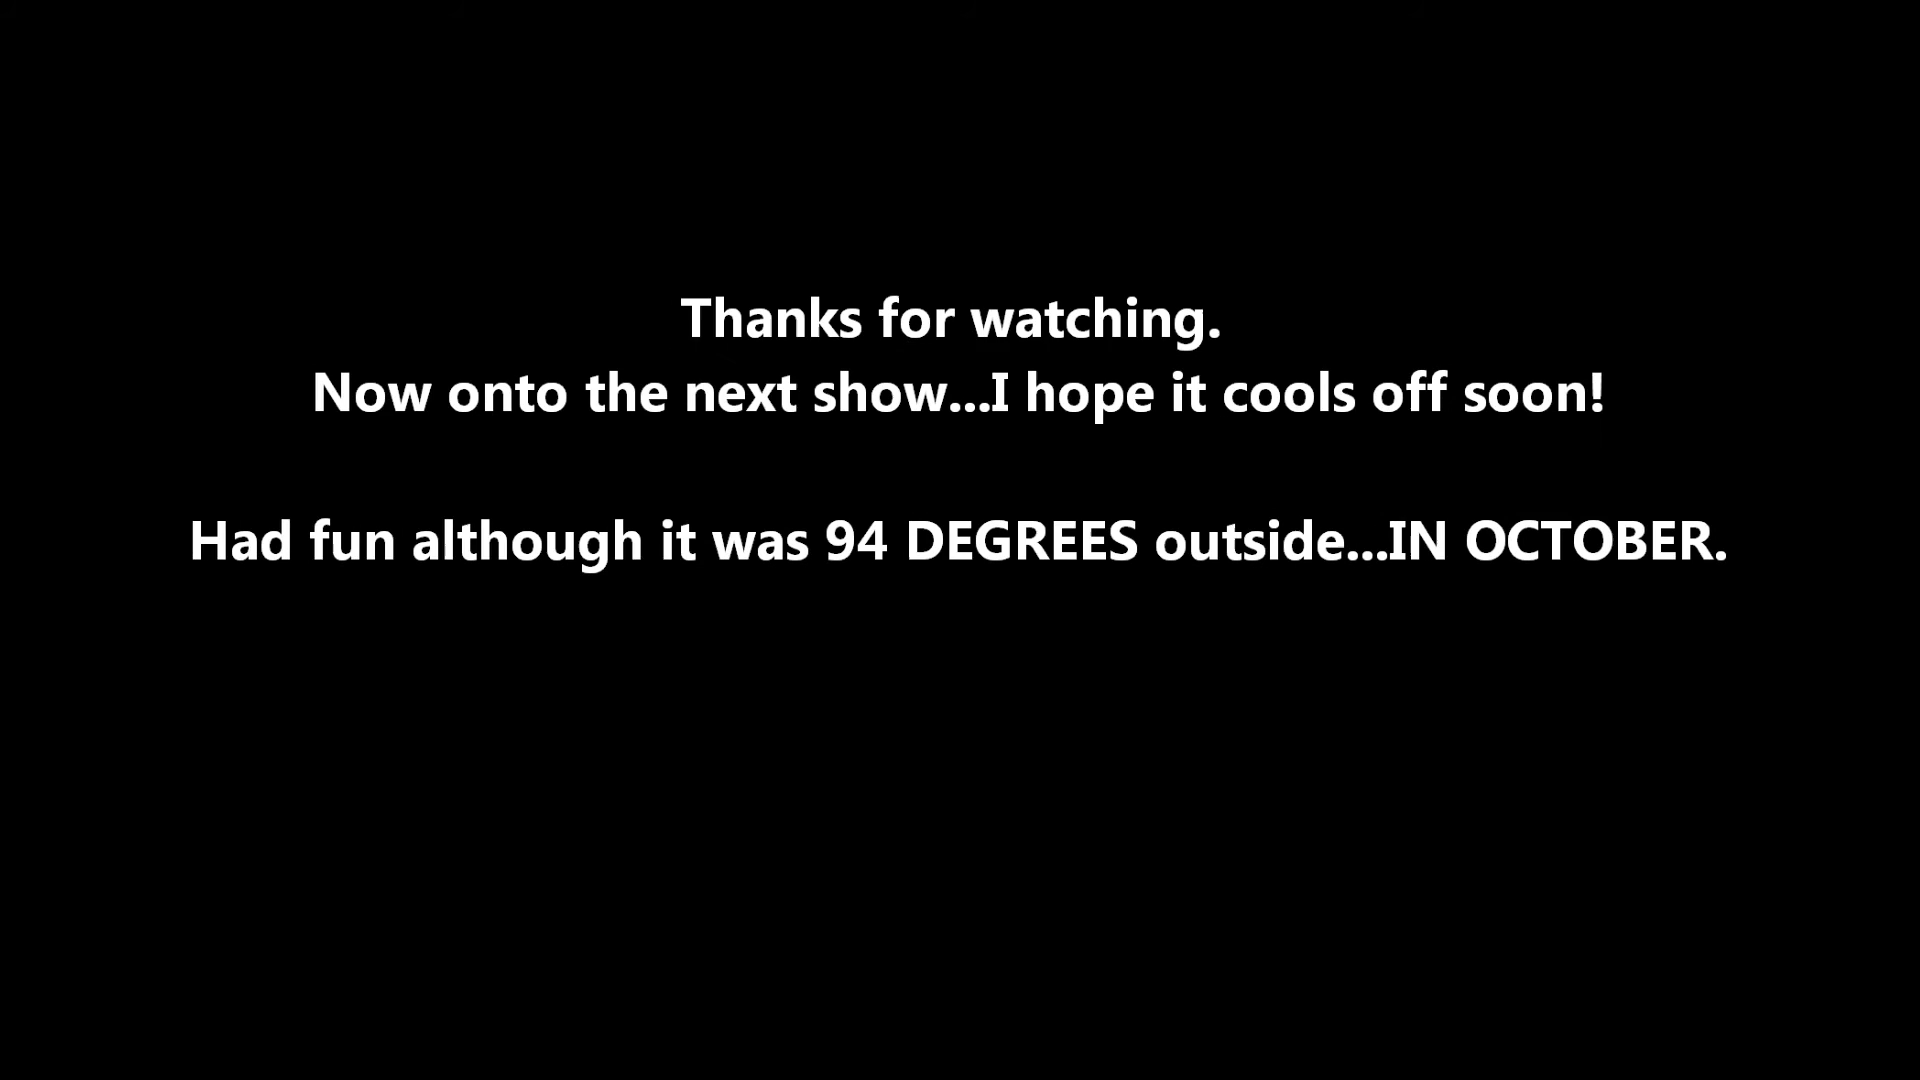 Thanks for watching.
Now onto the next show...I hope it cools off soon!
Had fun although it was 94 DEGREES outside...IN OCTOBER.